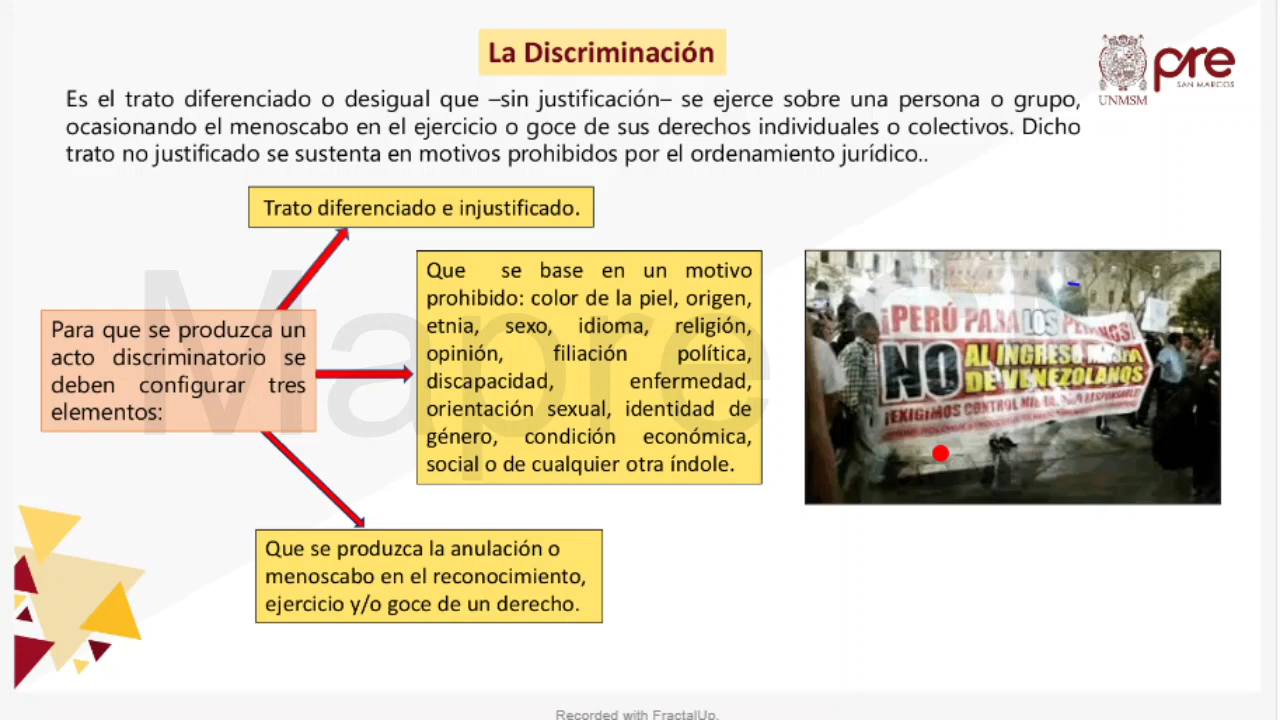 La Discriminación
pre
SAN MARCOS
UNMSM
Es el trato diferenciado o desigual que –sin justificación– se ejerce sobre una persona o grupo,
ocasionando el menoscabo en el ejercicio o goce de sus derechos individuales o colectivos. Dicho
trato no justificado se sustenta en motivos prohibidos por el ordenamiento jurídico..
Trato diferenciado e injustificado.
Para que se produzca un
acto discriminatorio se
deben configurar tres
elementos:
Que se base en un motivo
prohibido: color de la piel, origen,
etnia, sexo, idioma, religión,
opinión, filiación política,
discapacidad, enfermedad,
orientación sexual, identidad de
género, condición económica,
social o de cualquier otra índole.
Que se produzca la anulación o
menoscabo en el reconocimiento,
ejercicio y/o goce de un derecho.
¡PERÚ PARA LOS
NO AL INGRESO
DE VENEZOLANOS
¡EXIGIMOS CONTROL
Mapre
Recorded with FractalUp.